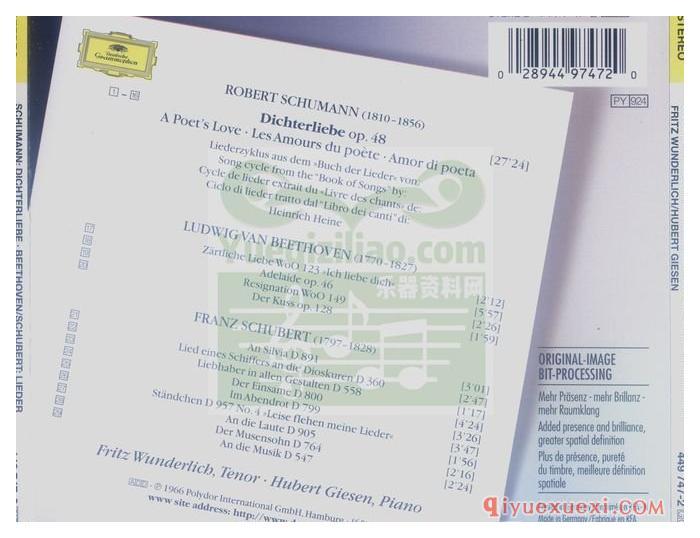 STEREO
0 28944 97472 0
PY 924
Deutsche
Grammophon
ROBERT SCHUMANN (1810–1856)
1 – 16
Dichterliebe op. 48
A Poet's Love · Les Amours du poète · Amor di poeta [27'24]
Liederzyklus aus dem »Buch der Lieder« von:
Song cycle from the "Book of Songs" by:
Cycle de lieder extrait du «Livre des chants» de:
Ciclo di lieder tratto dal "Libro dei canti" di:
Heinrich Heine
LUDWIG VAN BEETHOVEN (1770–1827)
Zärtliche Liebe WoO 123 »Ich liebe dich« [2'12]
Adelaide op. 46 [5'57]
Resignation WoO 149 [2'26]
Der Kuss op. 128 [1'59]
FRANZ SCHUBERT (1797–1828)
An Silvia D 891 [3'01]
Lied eines Schiffers an die Dioskuren D 360 [2'47]
Liebhaber in allen Gestalten D 558 [1'17]
Der Einsame D 800 [4'24]
Im Abendrot D 799 [3'26]
Ständchen D 957 No. 4 »Leise flehen meine Lieder« [3'47]
An die Laute D 905 [1'56]
Der Musensohn D 764 [2'16]
An die Musik D 547 [2'24]
Fritz Wunderlich, Tenor · Hubert Giesen, Piano
ADD ℗ 1966 Polydor International GmbH, Hamburg
www site address: http://www
ORIGINAL-IMAGE
BIT-PROCESSING
Mehr Präsenz - mehr Brillanz -
mehr Raumklang
Added presence and brilliance,
greater spatial definition
Plus de présence, pureté
du timbre, meilleure définition
spatiale
Made in Germany / Fabriqué en RFA
SCHUMANN: DICHTERLIEBE · BEETHOVEN/SCHUBERT: LIEDER
STEREO
FRITZ WUNDERLICH/HUBERT GIESEN
449 747-2
Yueqiziliao.com
乐器资料网
Qiyuexuexi.com